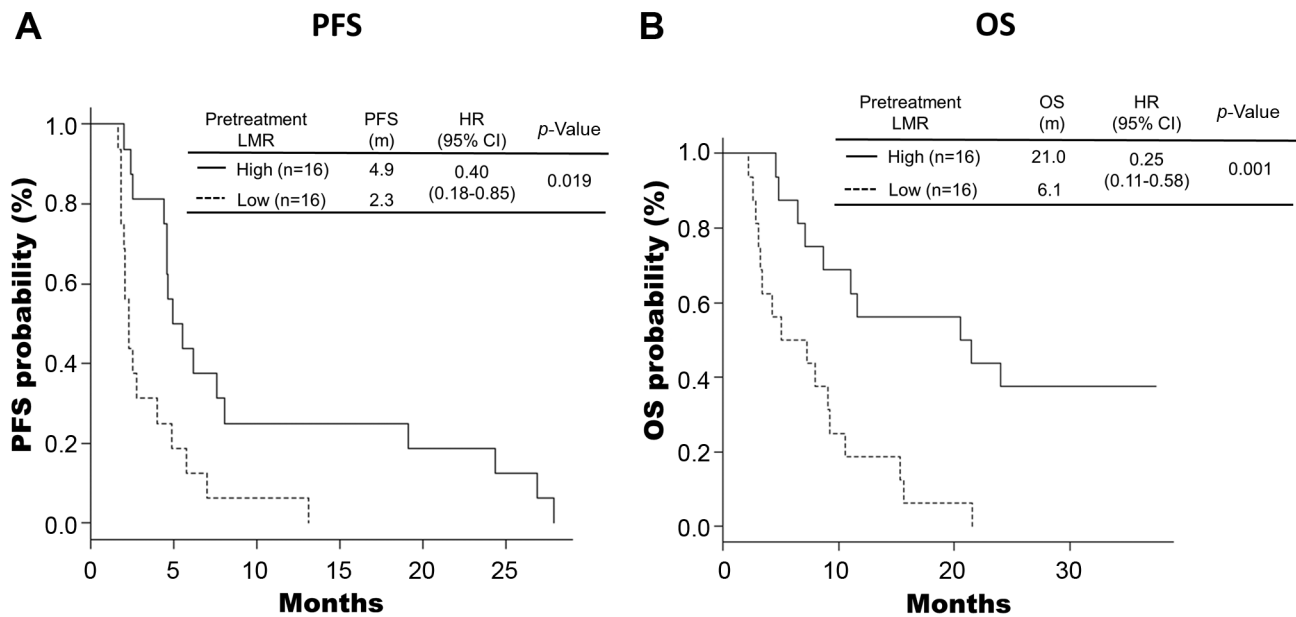 A PFS
Pretreatment LMR PFS (m) HR (95% CI) p-Value
High (n=16) 4.9 0.40 (0.18-0.85) 0.019
Low (n=16) 2.3
PFS probability (%)
1.0
0.8
0.6
0.4
0.2
0.0
0 5 10 15 20 25
Months
B OS
Pretreatment LMR OS (m) HR (95% CI) p-Value
High (n=16) 21.0 0.25 (0.11-0.58) 0.001
Low (n=16) 6.1
OS probability (%)
1.0
0.8
0.6
0.4
0.2
0.0
0 10 20 30
Months